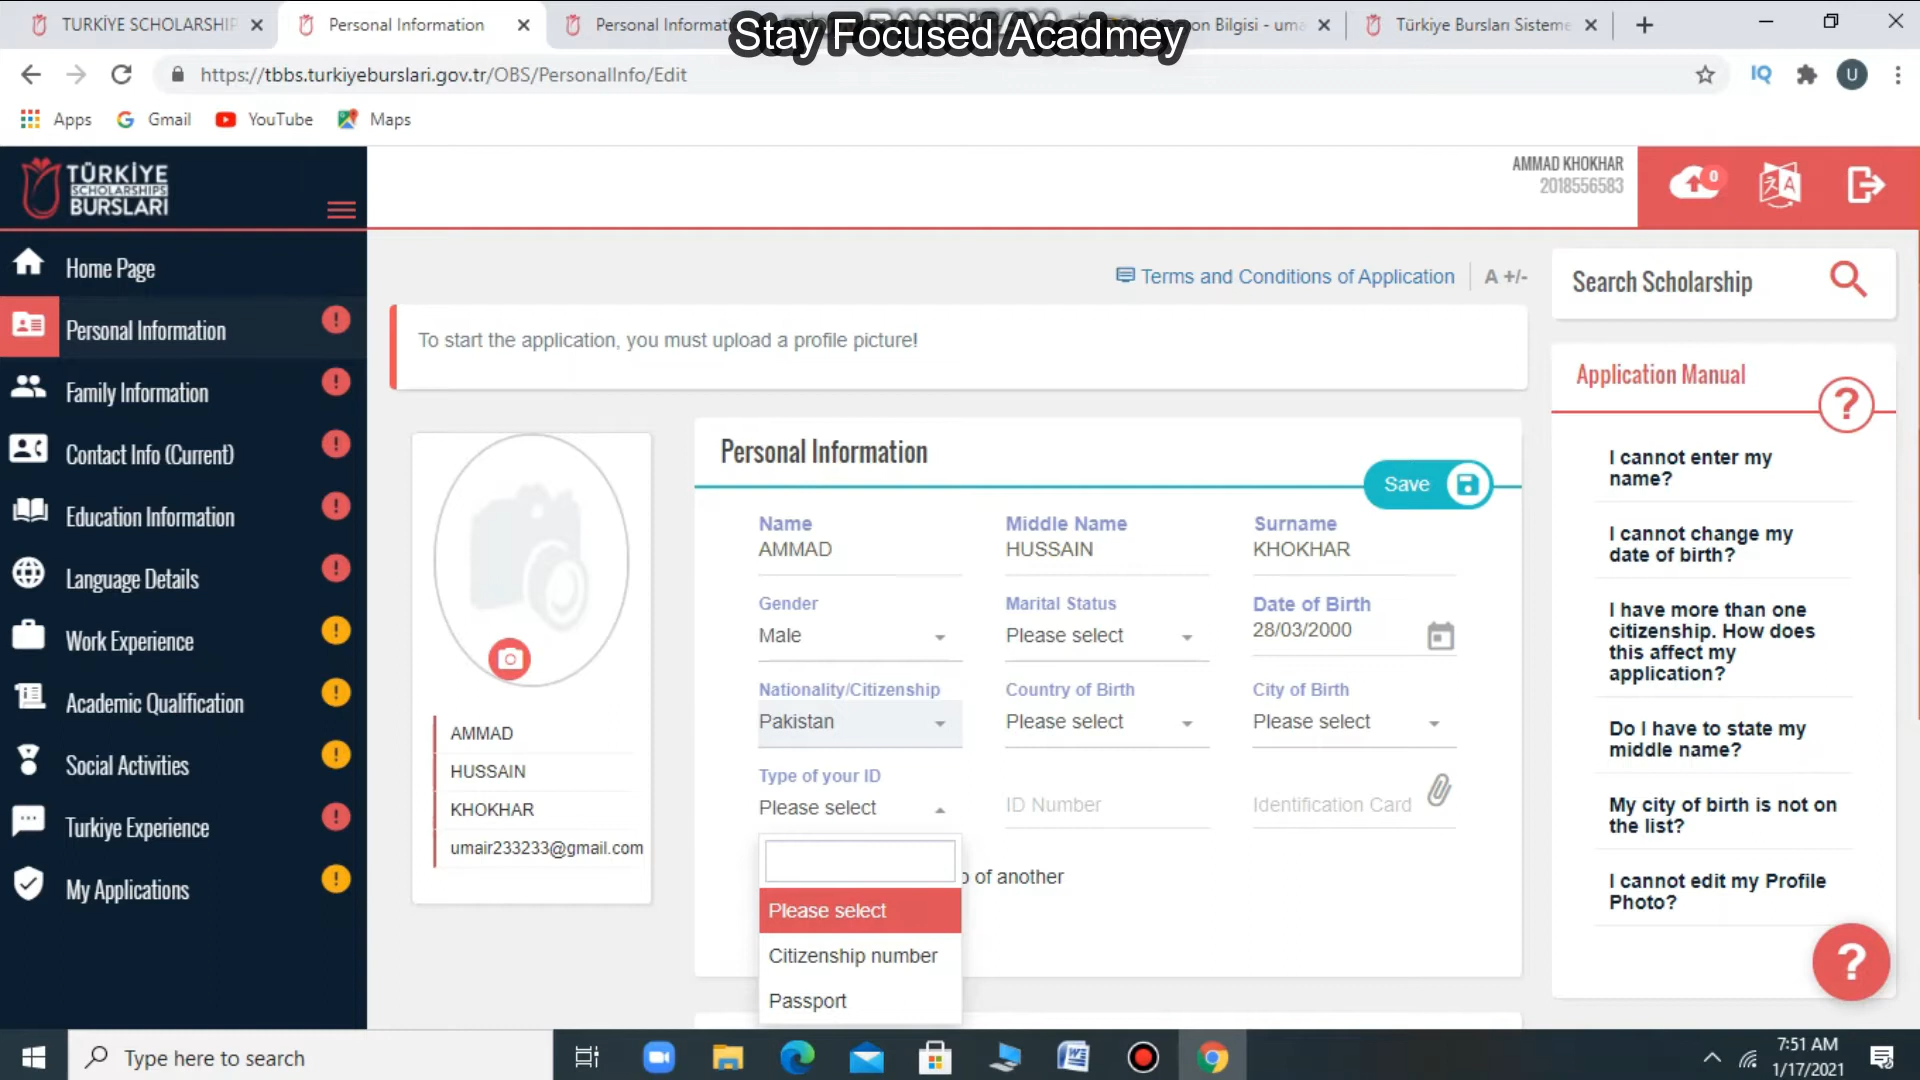 TURKİYE SCHOLARSHIP
Personal Information
Personal Informat
on Bilgisi - uma
Türkiye Bursları Sisteme
Stay Focused Acadmey
https://tbbs.turkiyeburslari.gov.tr/OBS/PersonalInfo/Edit
IQ
U
Apps
Gmail
YouTube
Maps
TÜRKİYE
SCHOLARSHIPS
BURSLARI
AMMAD KHOKHAR
2018556583
0
Home Page
Personal Information
Family Information
Contact Info (Current)
Education Information
Language Details
Work Experience
Academic Qualification
Social Activities
Turkiye Experience
My Applications
Terms and Conditions of Application
A +/-
To start the application, you must upload a profile picture!
AMMAD
HUSSAIN
KHOKHAR
umair233233@gmail.com
Personal Information
Save
Name
AMMAD
Middle Name
HUSSAIN
Surname
KHOKHAR
Gender
Male
Marital Status
Please select
Date of Birth
28/03/2000
Nationality/Citizenship
Pakistan
Country of Birth
Please select
City of Birth
Please select
Type of your ID
Please select
ID Number
Identification Card
of another
Please select
Citizenship number
Passport
Search Scholarship
Application Manual
?
I cannot enter my
name?
I cannot change my
date of birth?
I have more than one
citizenship. How does
this affect my
application?
Do I have to state my
middle name?
My city of birth is not on
the list?
I cannot edit my Profile
Photo?
?
Type here to search
7:51 AM
1/17/2021